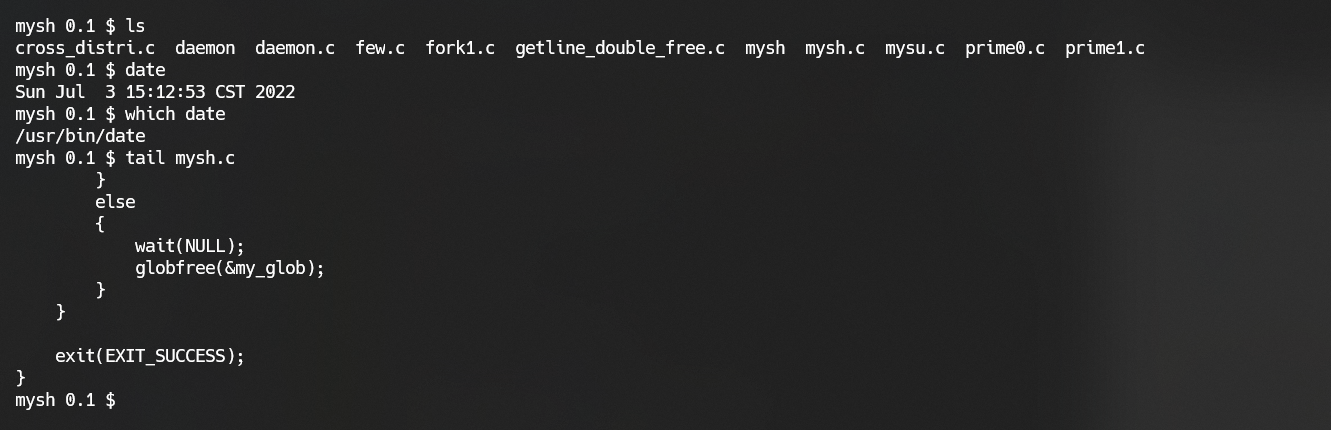 mysh 0.1 $ ls
cross_distri.c  daemon  daemon.c  few.c  fork1.c  getline_double_free.c  mysh  mysh.c  mysu.c  prime0.c  prime1.c
mysh 0.1 $ date
Sun Jul  3 15:12:53 CST 2022
mysh 0.1 $ which date
/usr/bin/date
mysh 0.1 $ tail mysh.c
        }
        else
        {
            wait(NULL);
            globfree(&my_glob);
        }
    }

    exit(EXIT_SUCCESS);
}
mysh 0.1 $